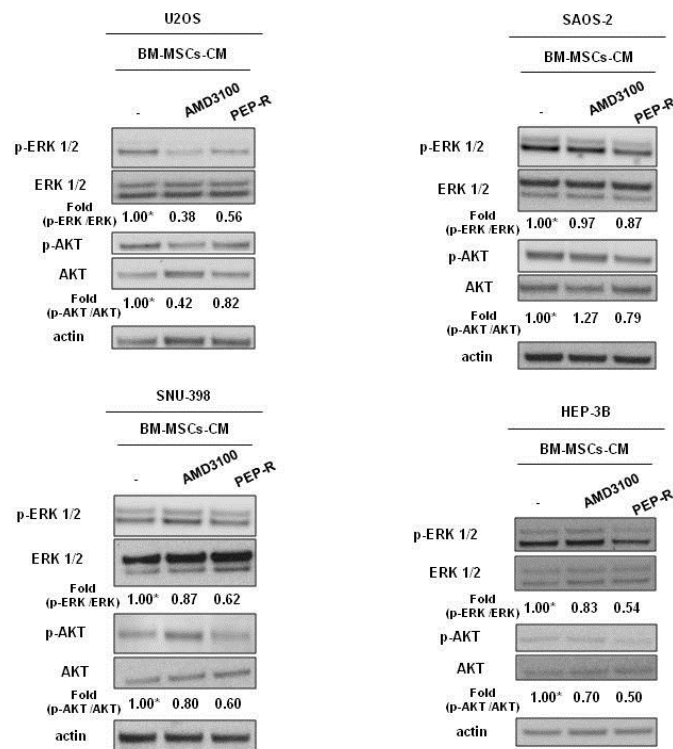 U2OS
BM-MSCs-CM
- AMD3100 PEP-R
p-ERK 1/2
ERK 1/2
Fold
(p-ERK /ERK) 1.00* 0.38 0.56
p-AKT
AKT
Fold
(p-AKT /AKT) 1.00* 0.42 0.82
actin
SAOS-2
BM-MSCs-CM
- AMD3100 PEP-R
p-ERK 1/2
ERK 1/2
Fold
(p-ERK /ERK) 1.00* 0.97 0.87
p-AKT
AKT
Fold
(p-AKT /AKT) 1.00* 1.27 0.79
actin
SNU-398
BM-MSCs-CM
- AMD3100 PEP-R
p-ERK 1/2
ERK 1/2
Fold
(p-ERK /ERK) 1.00* 0.87 0.62
p-AKT
AKT
Fold
(p-AKT /AKT) 1.00* 0.80 0.60
actin
HEP-3B
BM-MSCs-CM
- AMD3100 PEP-R
p-ERK 1/2
ERK 1/2
Fold
(p-ERK /ERK) 1.00* 0.83 0.54
p-AKT
AKT
Fold
(p-AKT /AKT) 1.00* 0.70 0.50
actin